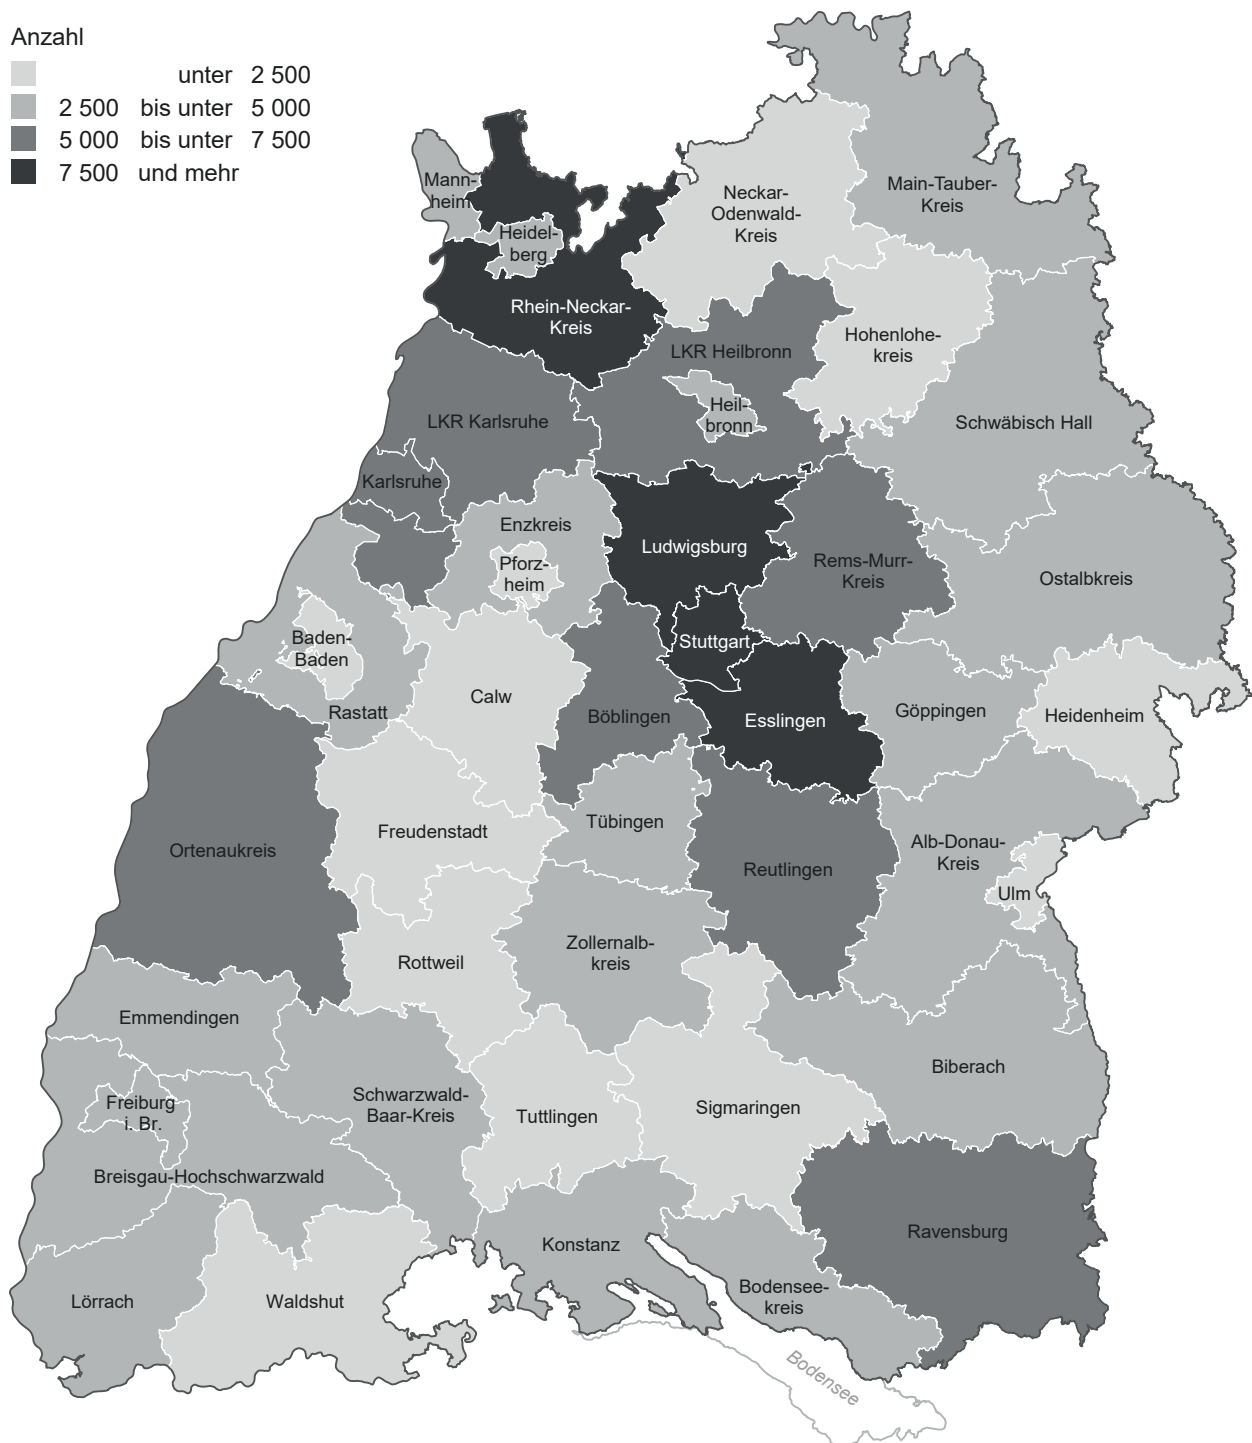 Anzahl
unter 2 500
2 500 bis unter 5 000
5 000 bis unter 7 500
7 500 und mehr
Mann-
heim
Heidel-
berg
Rhein-Neckar-
Kreis
Neckar-
Odenwald-
Kreis
Main-Tauber-
Kreis
LKR Heilbronn
Hohenlohe-
kreis
Heil-
bronn
Schwäbisch Hall
LKR Karlsruhe
Karlsruhe
Enzkreis
Pforz-
heim
Ludwigsburg
Rems-Murr-
Kreis
Ostalbkreis
Stuttgart
Baden-
Baden
Rastatt
Calw
Böblingen
Esslingen
Göppingen
Heidenheim
Ortenaukreis
Freudenstadt
Tübingen
Reutlingen
Alb-Donau-
Kreis
Ulm
Rottweil
Zollernalb-
kreis
Emmendingen
Biberach
Freiburg
i. Br.
Schwarzwald-
Baar-Kreis
Tuttlingen
Sigmaringen
Breisgau-Hochschwarzwald
Konstanz
Ravensburg
Lörrach
Waldshut
Bodensee-
kreis
Bodensee